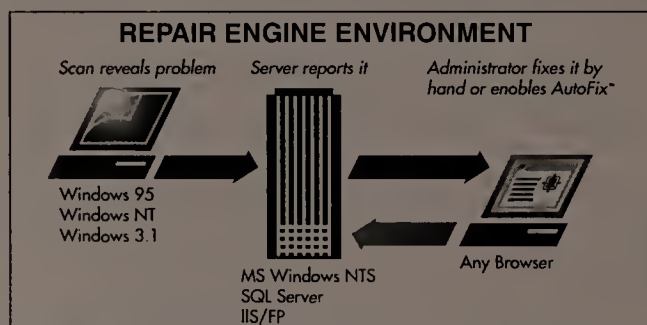 REPAIR ENGINE ENVIRONMENT
Scan reveals problem
Server reports it
Administrator fixes it by
hand or enobles AutoFix™
Windows 95
Windows NT
Windows 3.1
MS Windows NTS
SQL Server
IIS/FP
Any Browser